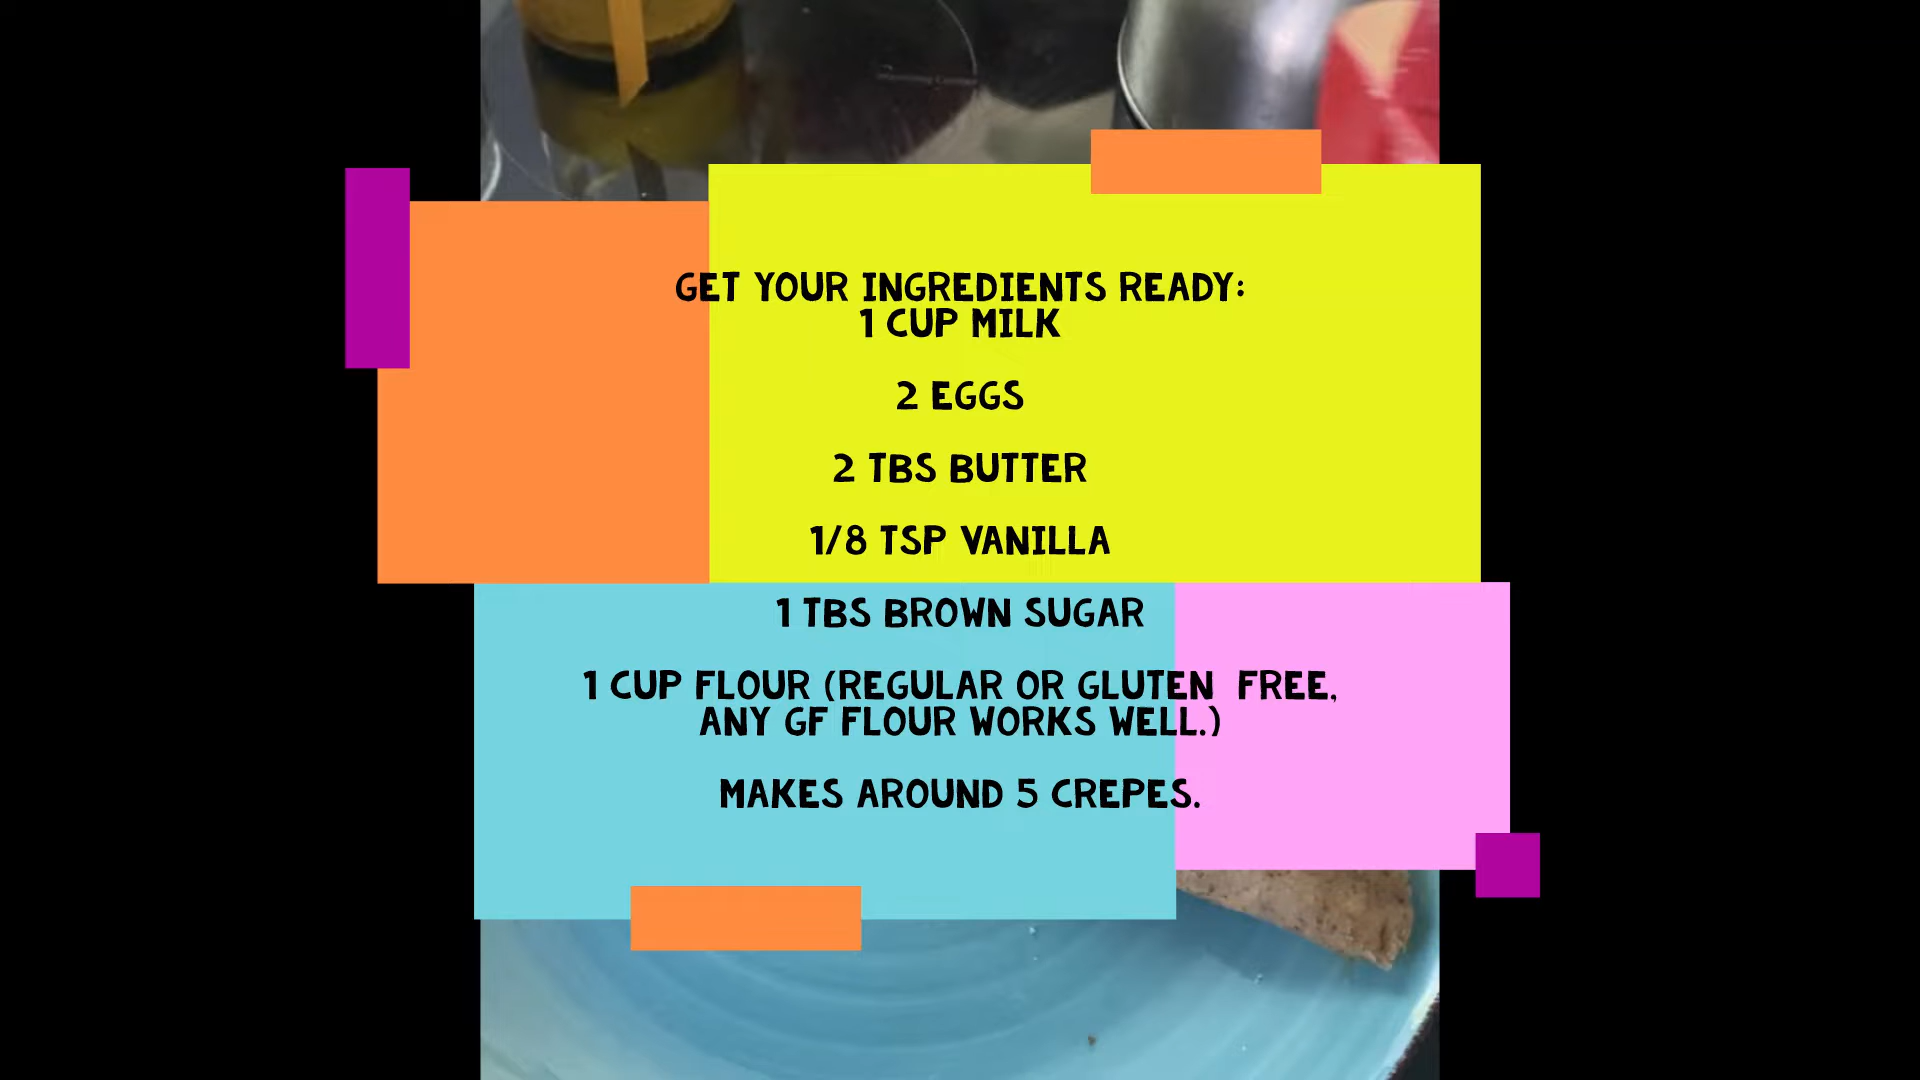 GET YOUR INGREDIENTS READY:
1 CUP MILK
2 EGGS
2 TBS BUTTER
1/8 TSP VANILLA
1 TBS BROWN SUGAR
1 CUP FLOUR (REGULAR OR GLUTEN FREE,
ANY GF FLOUR WORKS WELL.)
MAKES AROUND 5 CREPES.